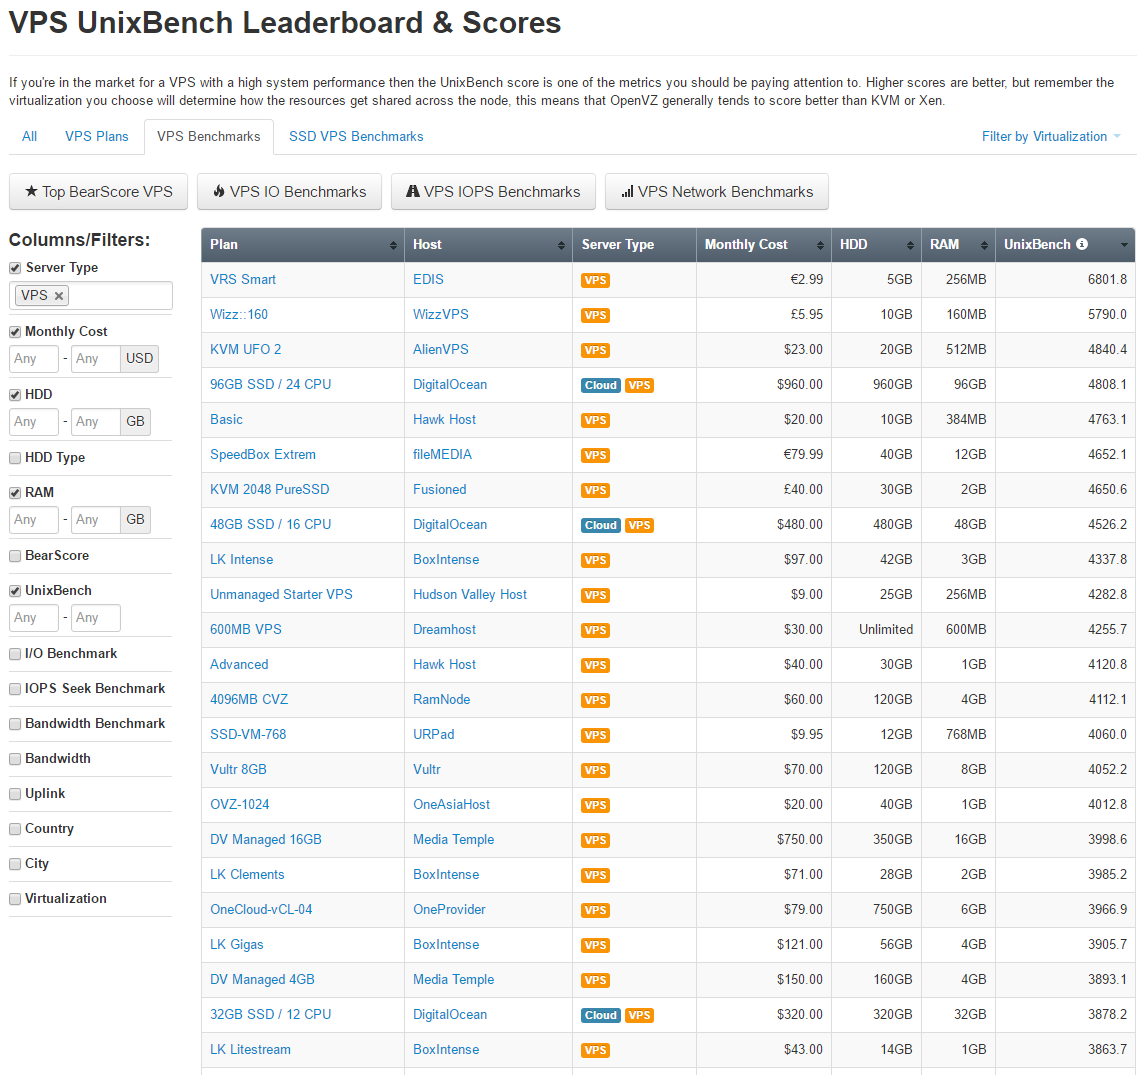 VPS UnixBench Leaderboard & Scores
If you're in the market for a VPS with a high system performance then the UnixBench score is one of the metrics you should be paying attention to. Higher scores are better, but remember the
virtualization you choose will determine how the resources get shared across the node, this means that OpenVZ generally tends to score better than KVM or Xen.
All VPS Plans VPS Benchmarks SSD VPS Benchmarks Filter by Virtualization
Top BearScore VPS VPS IO Benchmarks VPS IOPS Benchmarks VPS Network Benchmarks
Columns/Filters:
Server Type
VPS ×
Monthly Cost
Any - Any USD
HDD
Any - Any GB
HDD Type
RAM
Any - Any GB
BearScore
UnixBench
Any - Any
I/O Benchmark
IOPS Seek Benchmark
Bandwidth Benchmark
Bandwidth
Uplink
Country
City
Virtualization
Plan Host Server Type Monthly Cost HDD RAM UnixBench
VRS Smart EDIS VPS €2.99 5GB 256MB 6801.8
Wizz::160 WizzVPS VPS £5.95 10GB 160MB 5790.0
KVM UFO 2 AlienVPS VPS $23.00 20GB 512MB 4840.4
96GB SSD / 24 CPU DigitalOcean Cloud VPS $960.00 960GB 96GB 4808.1
Basic Hawk Host VPS $20.00 10GB 384MB 4763.1
SpeedBox Extrem fileMEDIA VPS €79.99 40GB 12GB 4652.1
KVM 2048 PureSSD Fusioned VPS £40.00 30GB 2GB 4650.6
48GB SSD / 16 CPU DigitalOcean Cloud VPS $480.00 480GB 48GB 4526.2
LK Intense BoxIntense VPS $97.00 42GB 3GB 4337.8
Unmanaged Starter VPS Hudson Valley Host VPS $9.00 25GB 256MB 4282.8
600MB VPS Dreamhost VPS $30.00 Unlimited 600MB 4255.7
Advanced Hawk Host VPS $40.00 30GB 1GB 4120.8
4096MB CVZ RamNode VPS $60.00 120GB 4GB 4112.1
SSD-VM-768 URPad VPS $9.95 12GB 768MB 4060.0
Vultr 8GB Vultr VPS $70.00 120GB 8GB 4052.2
OVZ-1024 OneAsiaHost VPS $20.00 40GB 1GB 4012.8
DV Managed 16GB Media Temple VPS $750.00 350GB 16GB 3998.6
LK Clements BoxIntense VPS $71.00 28GB 2GB 3985.2
OneCloud-vCL-04 OneProvider VPS $79.00 750GB 6GB 3966.9
LK Gigas BoxIntense VPS $121.00 56GB 4GB 3905.7
DV Managed 4GB Media Temple VPS $150.00 160GB 4GB 3893.1
32GB SSD / 12 CPU DigitalOcean Cloud VPS $320.00 320GB 32GB 3878.2
LK Litestream BoxIntense VPS $43.00 14GB 1GB 3863.7